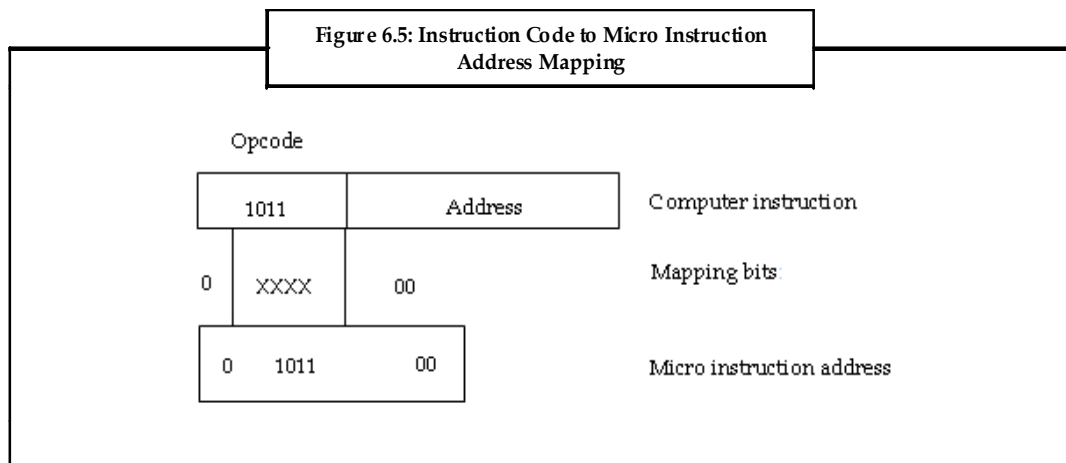 Figure 6.5: Instruction Code to Micro Instruction
Address Mapping
Opcode
1011 Address Computer instruction
0 XXXX 00 Mapping bits
0 1011 00 Micro instruction address